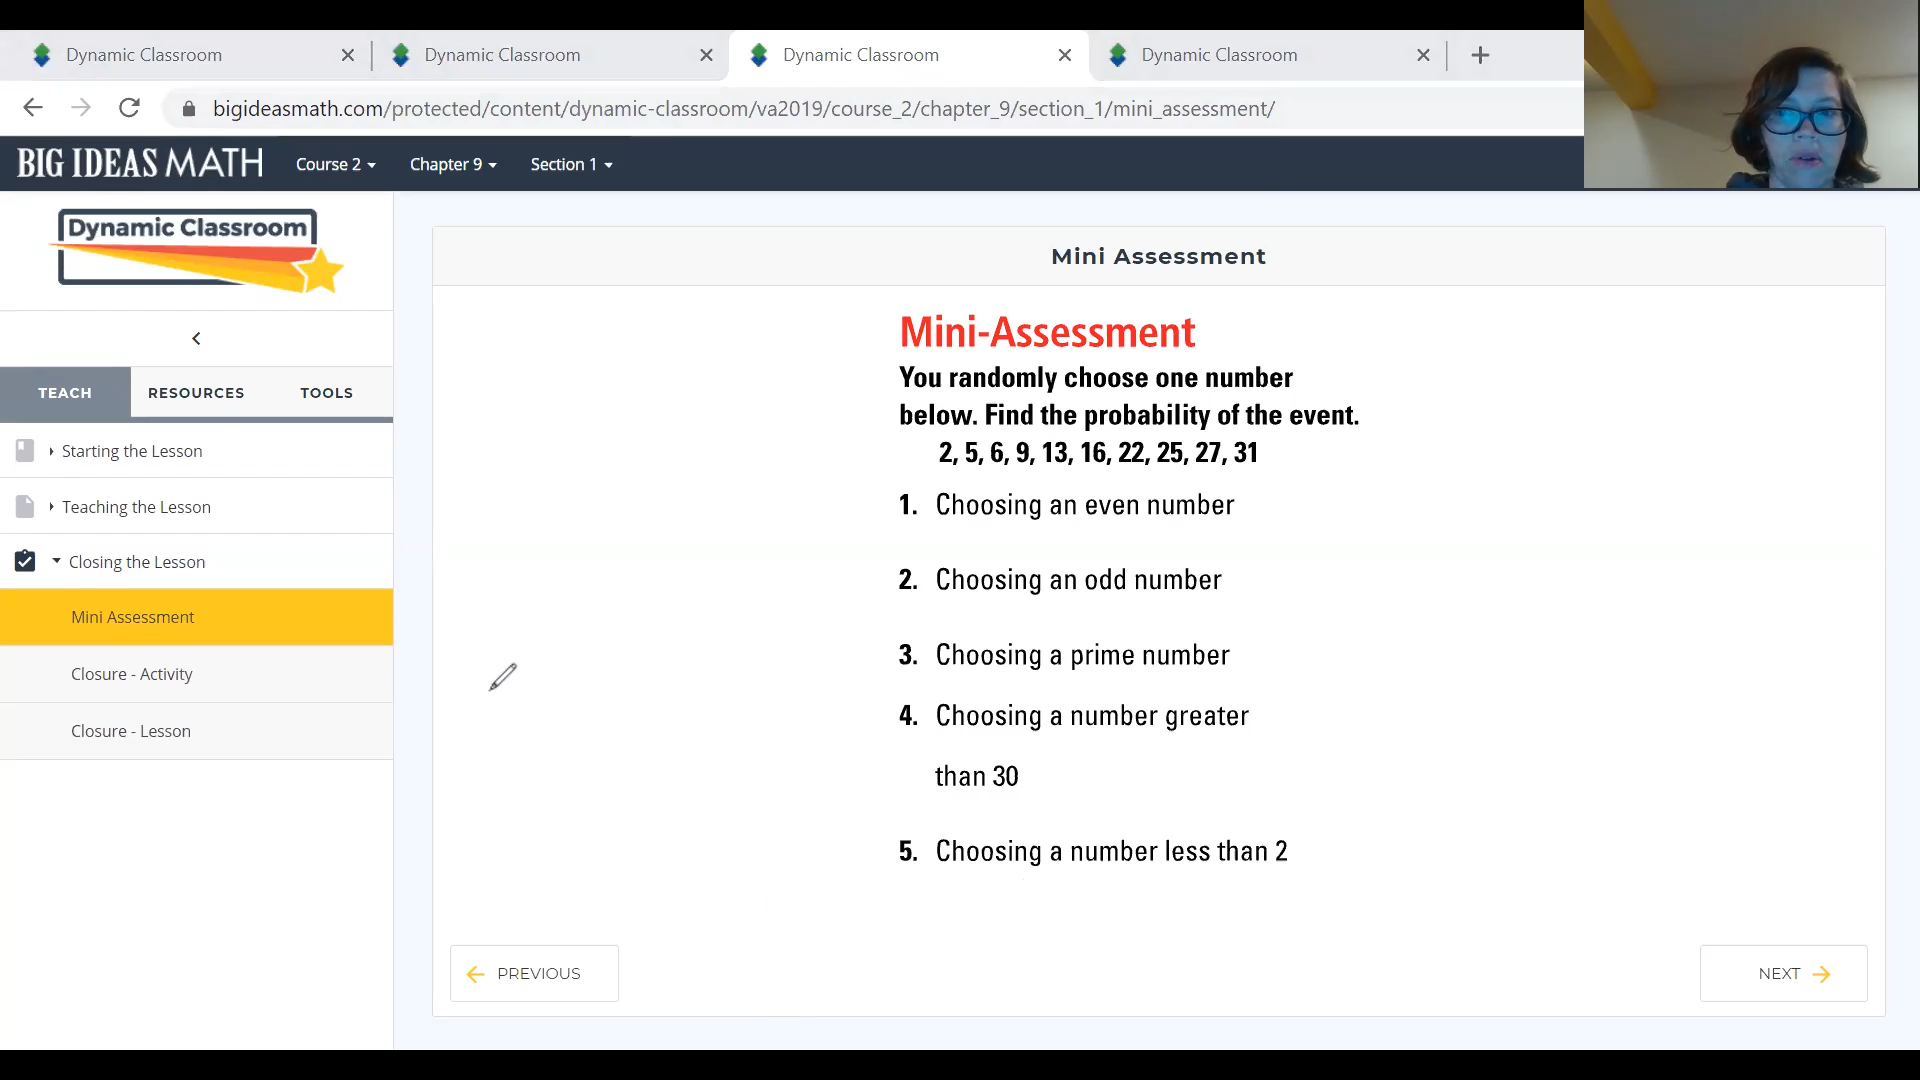 Dynamic Classroom
Dynamic Classroom
Dynamic Classroom
Dynamic Classroom
bigideasmath.com/protected/content/dynamic-classroom/va2019/course_2/chapter_9/section_1/mini_assessment/
BIG IDEAS MATH Course 2 Chapter 9 Section 1
Dynamic Classroom
TEACH RESOURCES TOOLS
Starting the Lesson
Teaching the Lesson
Closing the Lesson
Mini Assessment
Closure - Activity
Closure - Lesson
Mini Assessment
Mini-Assessment
You randomly choose one number
below. Find the probability of the event.
2, 5, 6, 9, 13, 16, 22, 25, 27, 31
1. Choosing an even number
2. Choosing an odd number
3. Choosing a prime number
4. Choosing a number greater
than 30
5. Choosing a number less than 2
PREVIOUS
NEXT